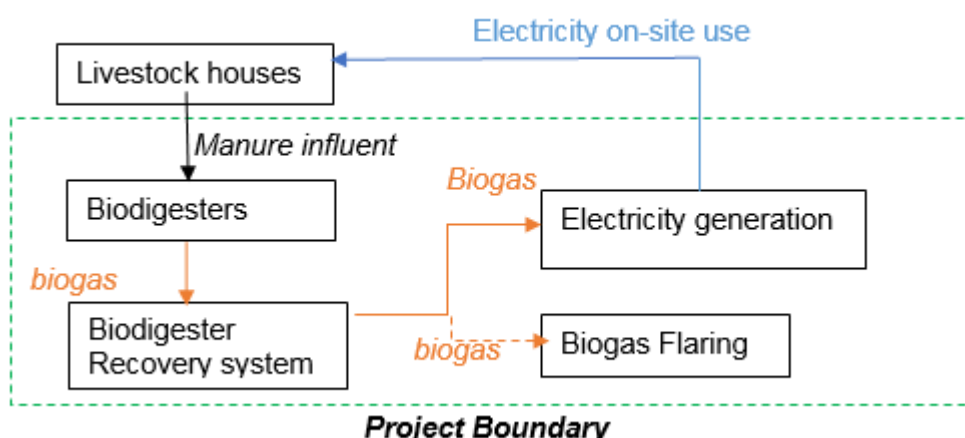 Electricity on-site use
Livestock houses
Manure influent
Biogas
Biodigesters
Electricity generation
biogas
Biodigester
Recovery system
biogas
Biogas Flaring
Project Boundary